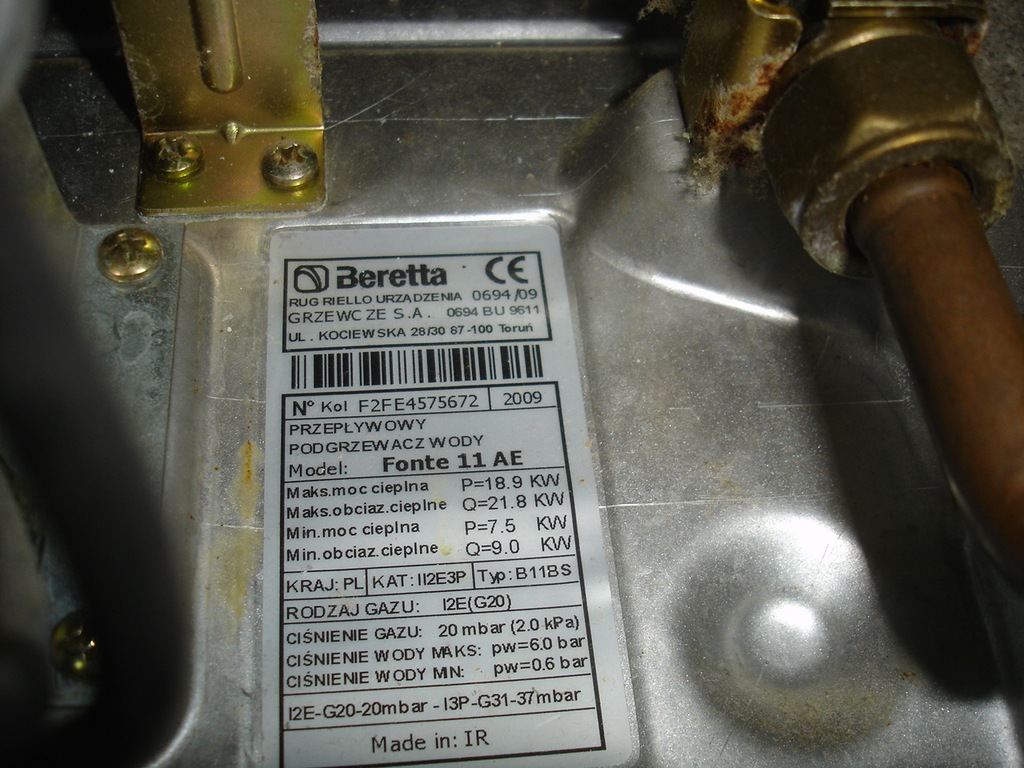 Beretta CE
RUG RIELLO URZĄDZENIA 0694/09
GRZEWCZE S.A. 0694 BU 9611
UL. KOCIEWSKA 28/30 87-100 Toruń
N° Kol F2FE4575672 2009
PRZEPŁYWOWY
PODGRZEWACZ WODY
Model: Fonte 11 AE
Maks.moc cieplna P=18.9 KW
Maks.obciaz.cieplne Q=21.8 KW
Min.moc cieplna P=7.5 KW
Min.obciaz.cieplne Q=9.0 KW
KRAJ: PL KAT: II2E3P Typ: B11BS
RODZAJ GAZU: I2E(G20)
CIŚNIENIE GAZU: 20 mbar (2.0 kPa)
CIŚNIENIE WODY MAKS: pw=6.0 bar
CIŚNIENIE WODY MIN: pw=0.6 bar
I2E-G20-20mbar - I3P-G31-37mbar
Made in: IR